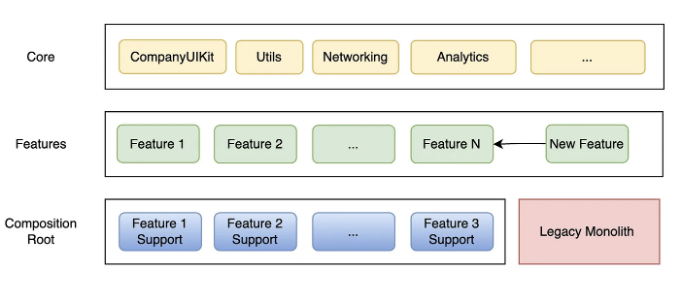 Core
CompanyUIKit
Utils
Networking
Analytics
...
Features
Feature 1
Feature 2
...
Feature N
New Feature
Composition
Root
Feature 1
Support
Feature 2
Support
...
Feature 3
Support
Legacy Monolith